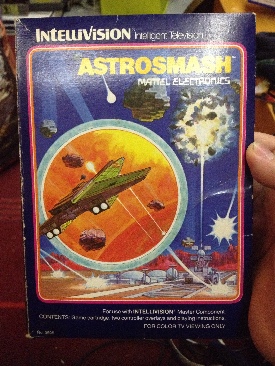 INTELLIVISION Intelligent Television
ASTROSMASH™
MATTEL ELECTRONICS
For use with INTELLIVISION® Master Component
CONTENTS: Game cartridge, two controller overlays and playing instructions.
FOR COLOR TV VIEWING ONLY